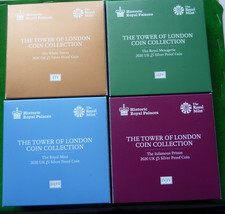 Historic
Royal Palaces
The
Royal
Mint
THE TOWER OF LONDON
COIN COLLECTION
The White Tower
2020 UK £5 Silver Proof Coin
Historic
Royal Palaces
The
Royal
Mint
THE TOWER OF LONDON
COIN COLLECTION
The Royal Menagerie
2020 UK £5 Silver Proof Coin
Historic
Royal Palaces
The
Royal
Mint
THE TOWER OF LONDON
COIN COLLECTION
The Royal Mint
2020 UK £5 Silver Proof Coin
Historic
Royal Palaces
The
Royal
Mint
THE TOWER OF LONDON
COIN COLLECTION
The Infamous Prison
2020 UK £5 Silver Proof Coin